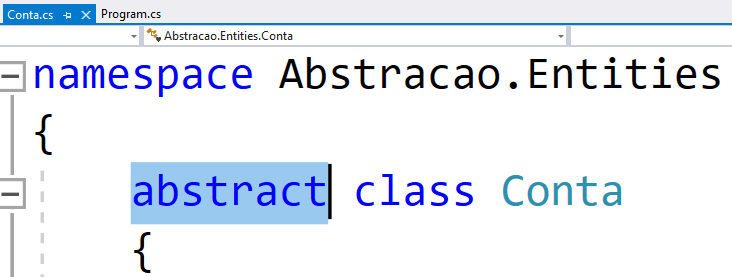 Conta.cs Program.cs
Abstracao.Entities.Conta
namespace Abstracao.Entities
{
abstract class Conta
{